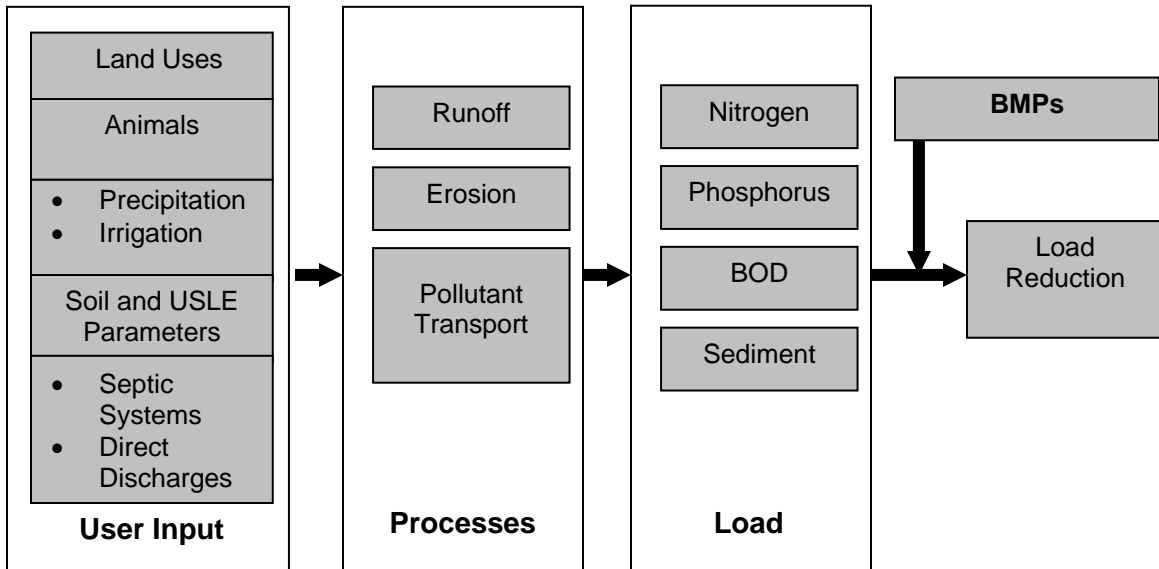 Land Uses
Animals
• Precipitation
• Irrigation
Soil and USLE
Parameters
• Septic
Systems
• Direct
Discharges
User Input
Runoff
Erosion
Pollutant
Transport
Processes
Nitrogen
Phosphorus
BOD
Sediment
Load
BMPs
Load
Reduction